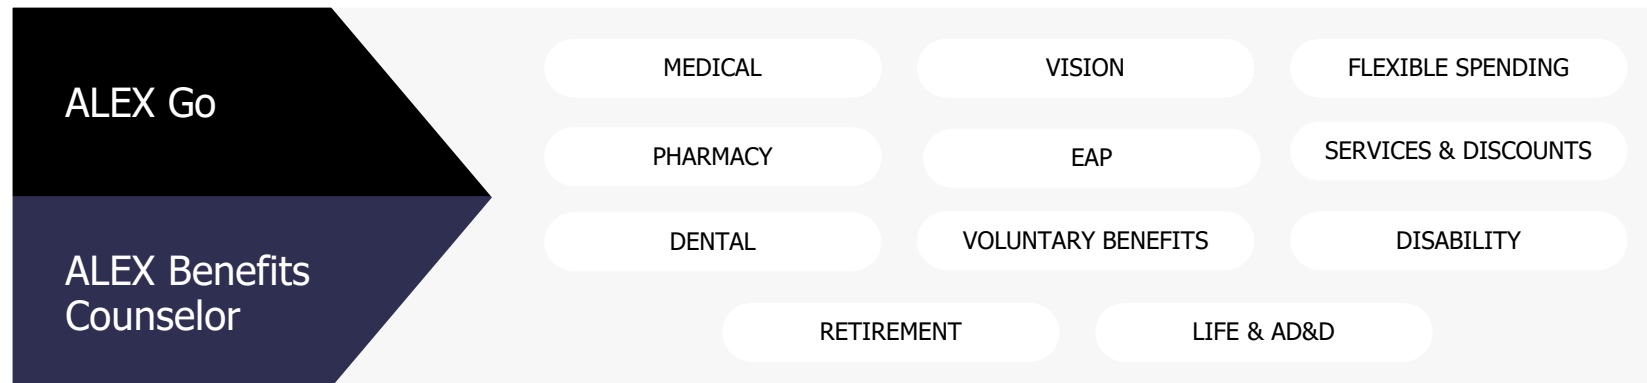 ALEX Go
ALEX Benefits
Counselor
MEDICAL
VISION
FLEXIBLE SPENDING
PHARMACY
EAP
SERVICES & DISCOUNTS
DENTAL
VOLUNTARY BENEFITS
DISABILITY
RETIREMENT
LIFE & AD&D